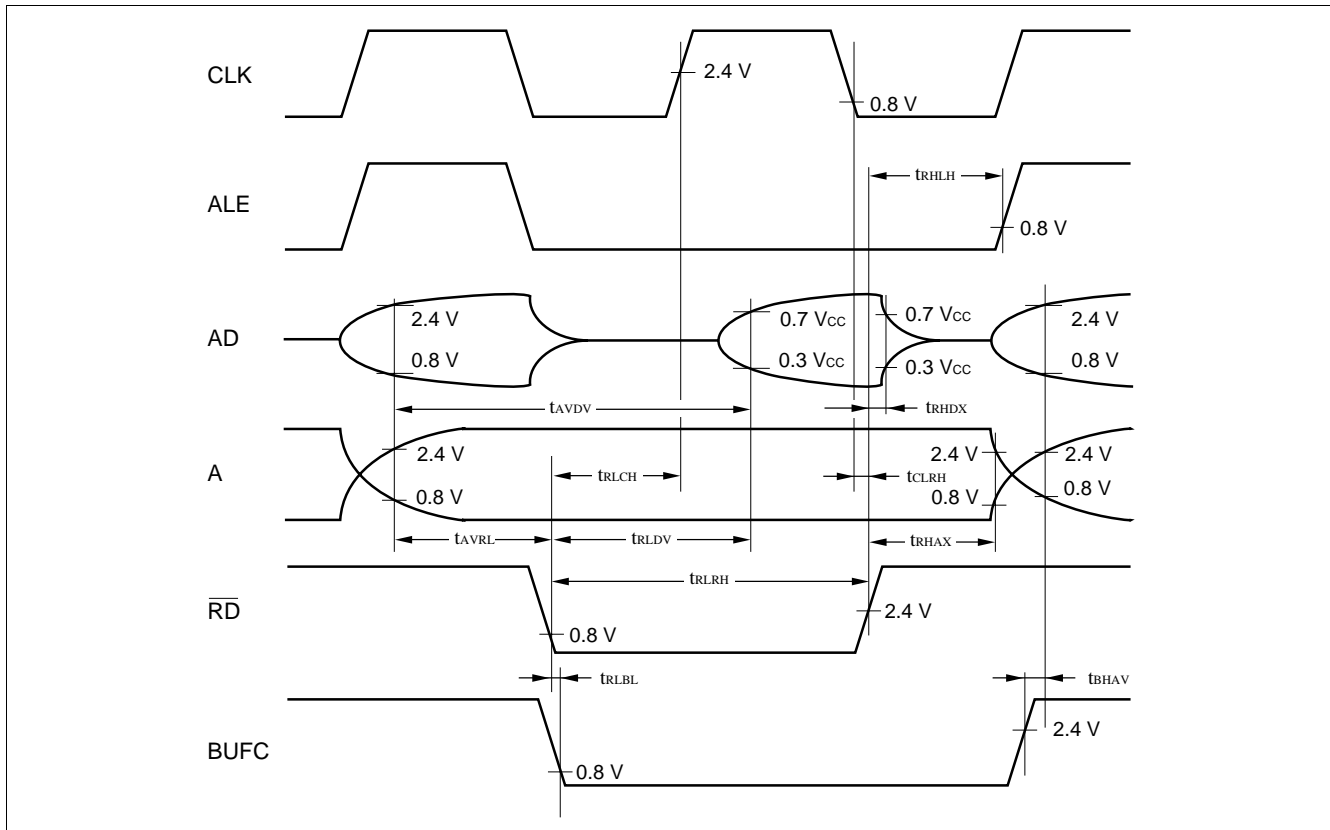 CLK
2.4 V
0.8 V
tRHLH
ALE
0.8 V
AD
2.4 V
0.8 V
0.7 VCC
0.3 VCC
0.7 VCC
0.3 VCC
2.4 V
0.8 V
tAVDV
tRHDX
A
2.4 V
0.8 V
tRLCH
tCLRH
2.4 V
0.8 V
2.4 V
0.8 V
tAVRL
tRLDV
tRHAX
tRLRH
RD
0.8 V
2.4 V
tRLBL
tBHAV
BUFC
0.8 V
2.4 V